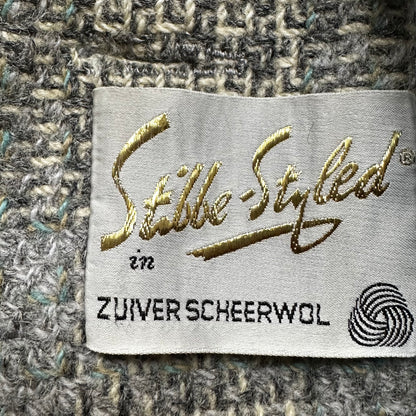 Stibbe-Styled®
in
ZUIVER SCHEERWOL